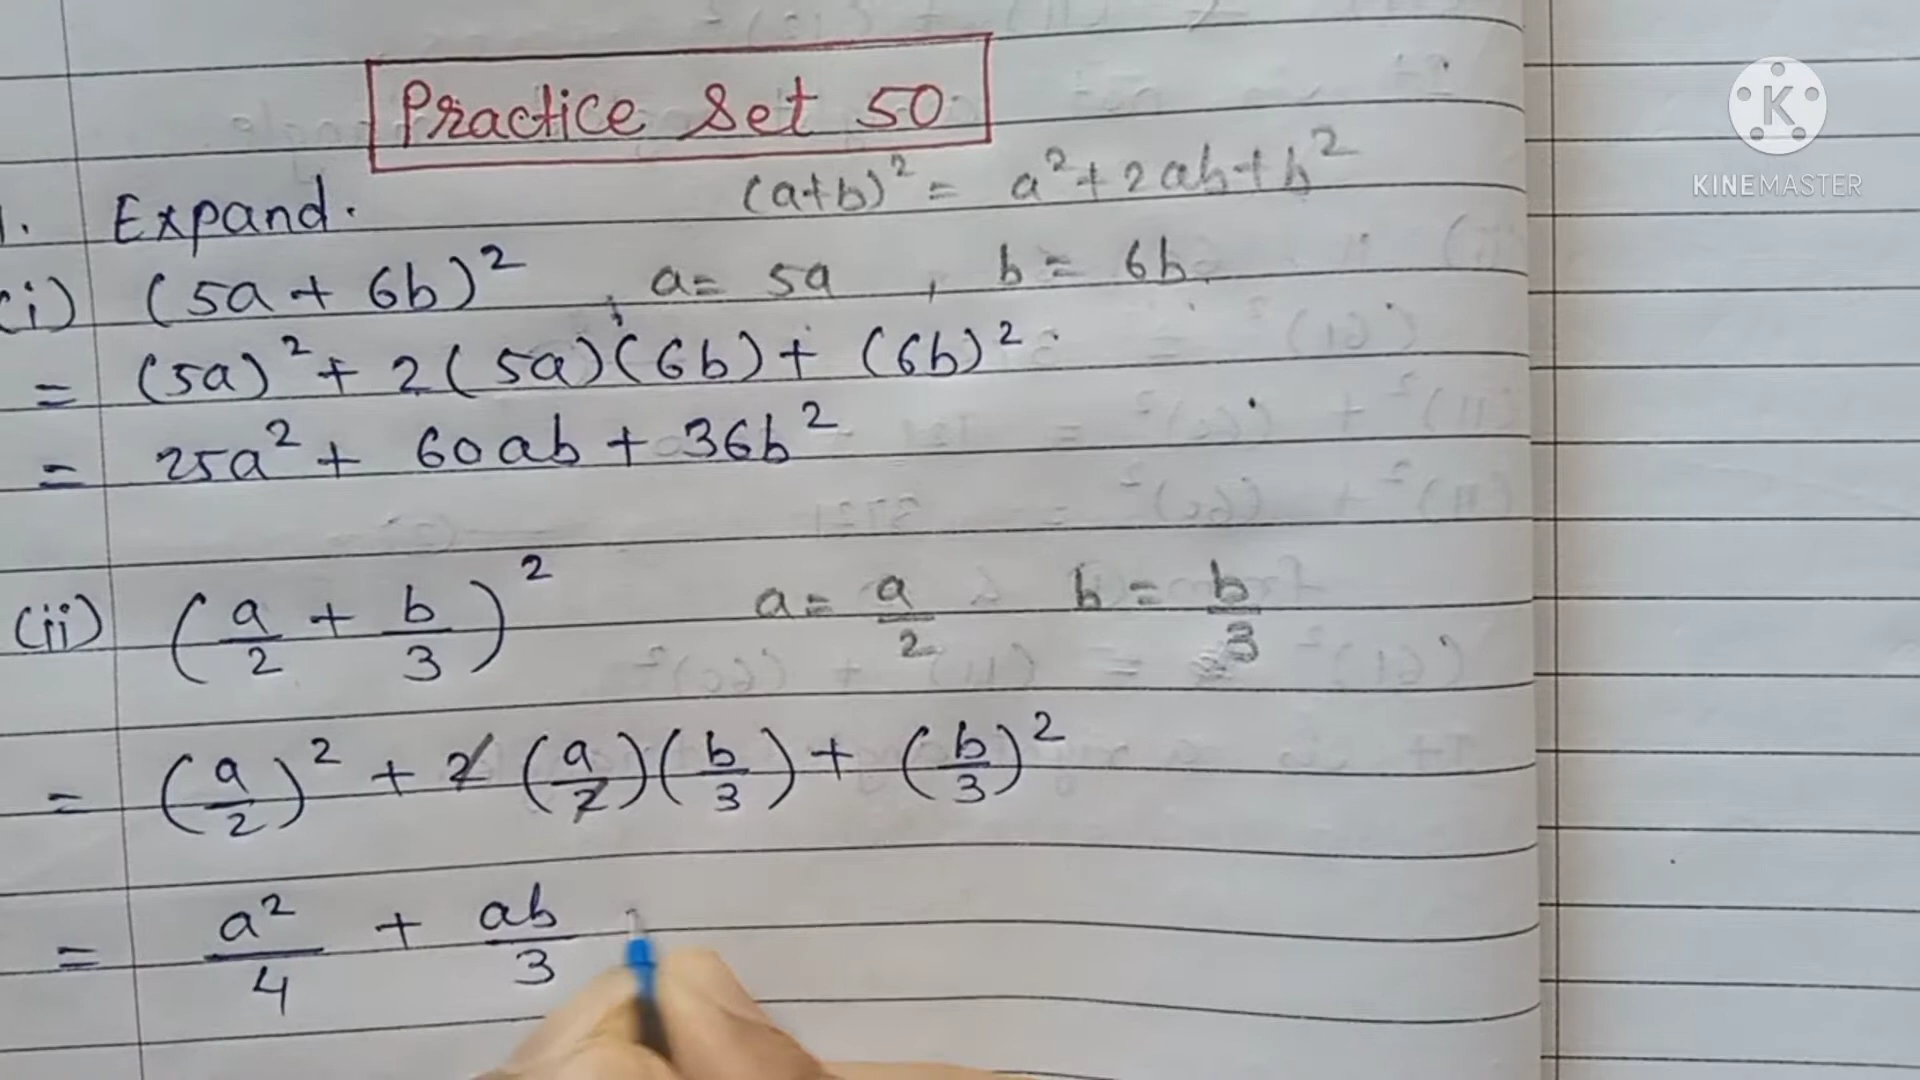 Practice Set 50
KINEMASTER
1. Expand. (a+b)² = a²+2ab+b²
(i) (5a + 6b)² , a= 5a , b= 6b
= (5a)² + 2(5a)(6b) + (6b)²
= 25a² + 60ab + 36b²
(ii) (a/2 + b/3)² a= a/2 b= b/3
= (a/2)² + 2 (a/2)(b/3) + (b/3)²
= a²/4 + ab/3